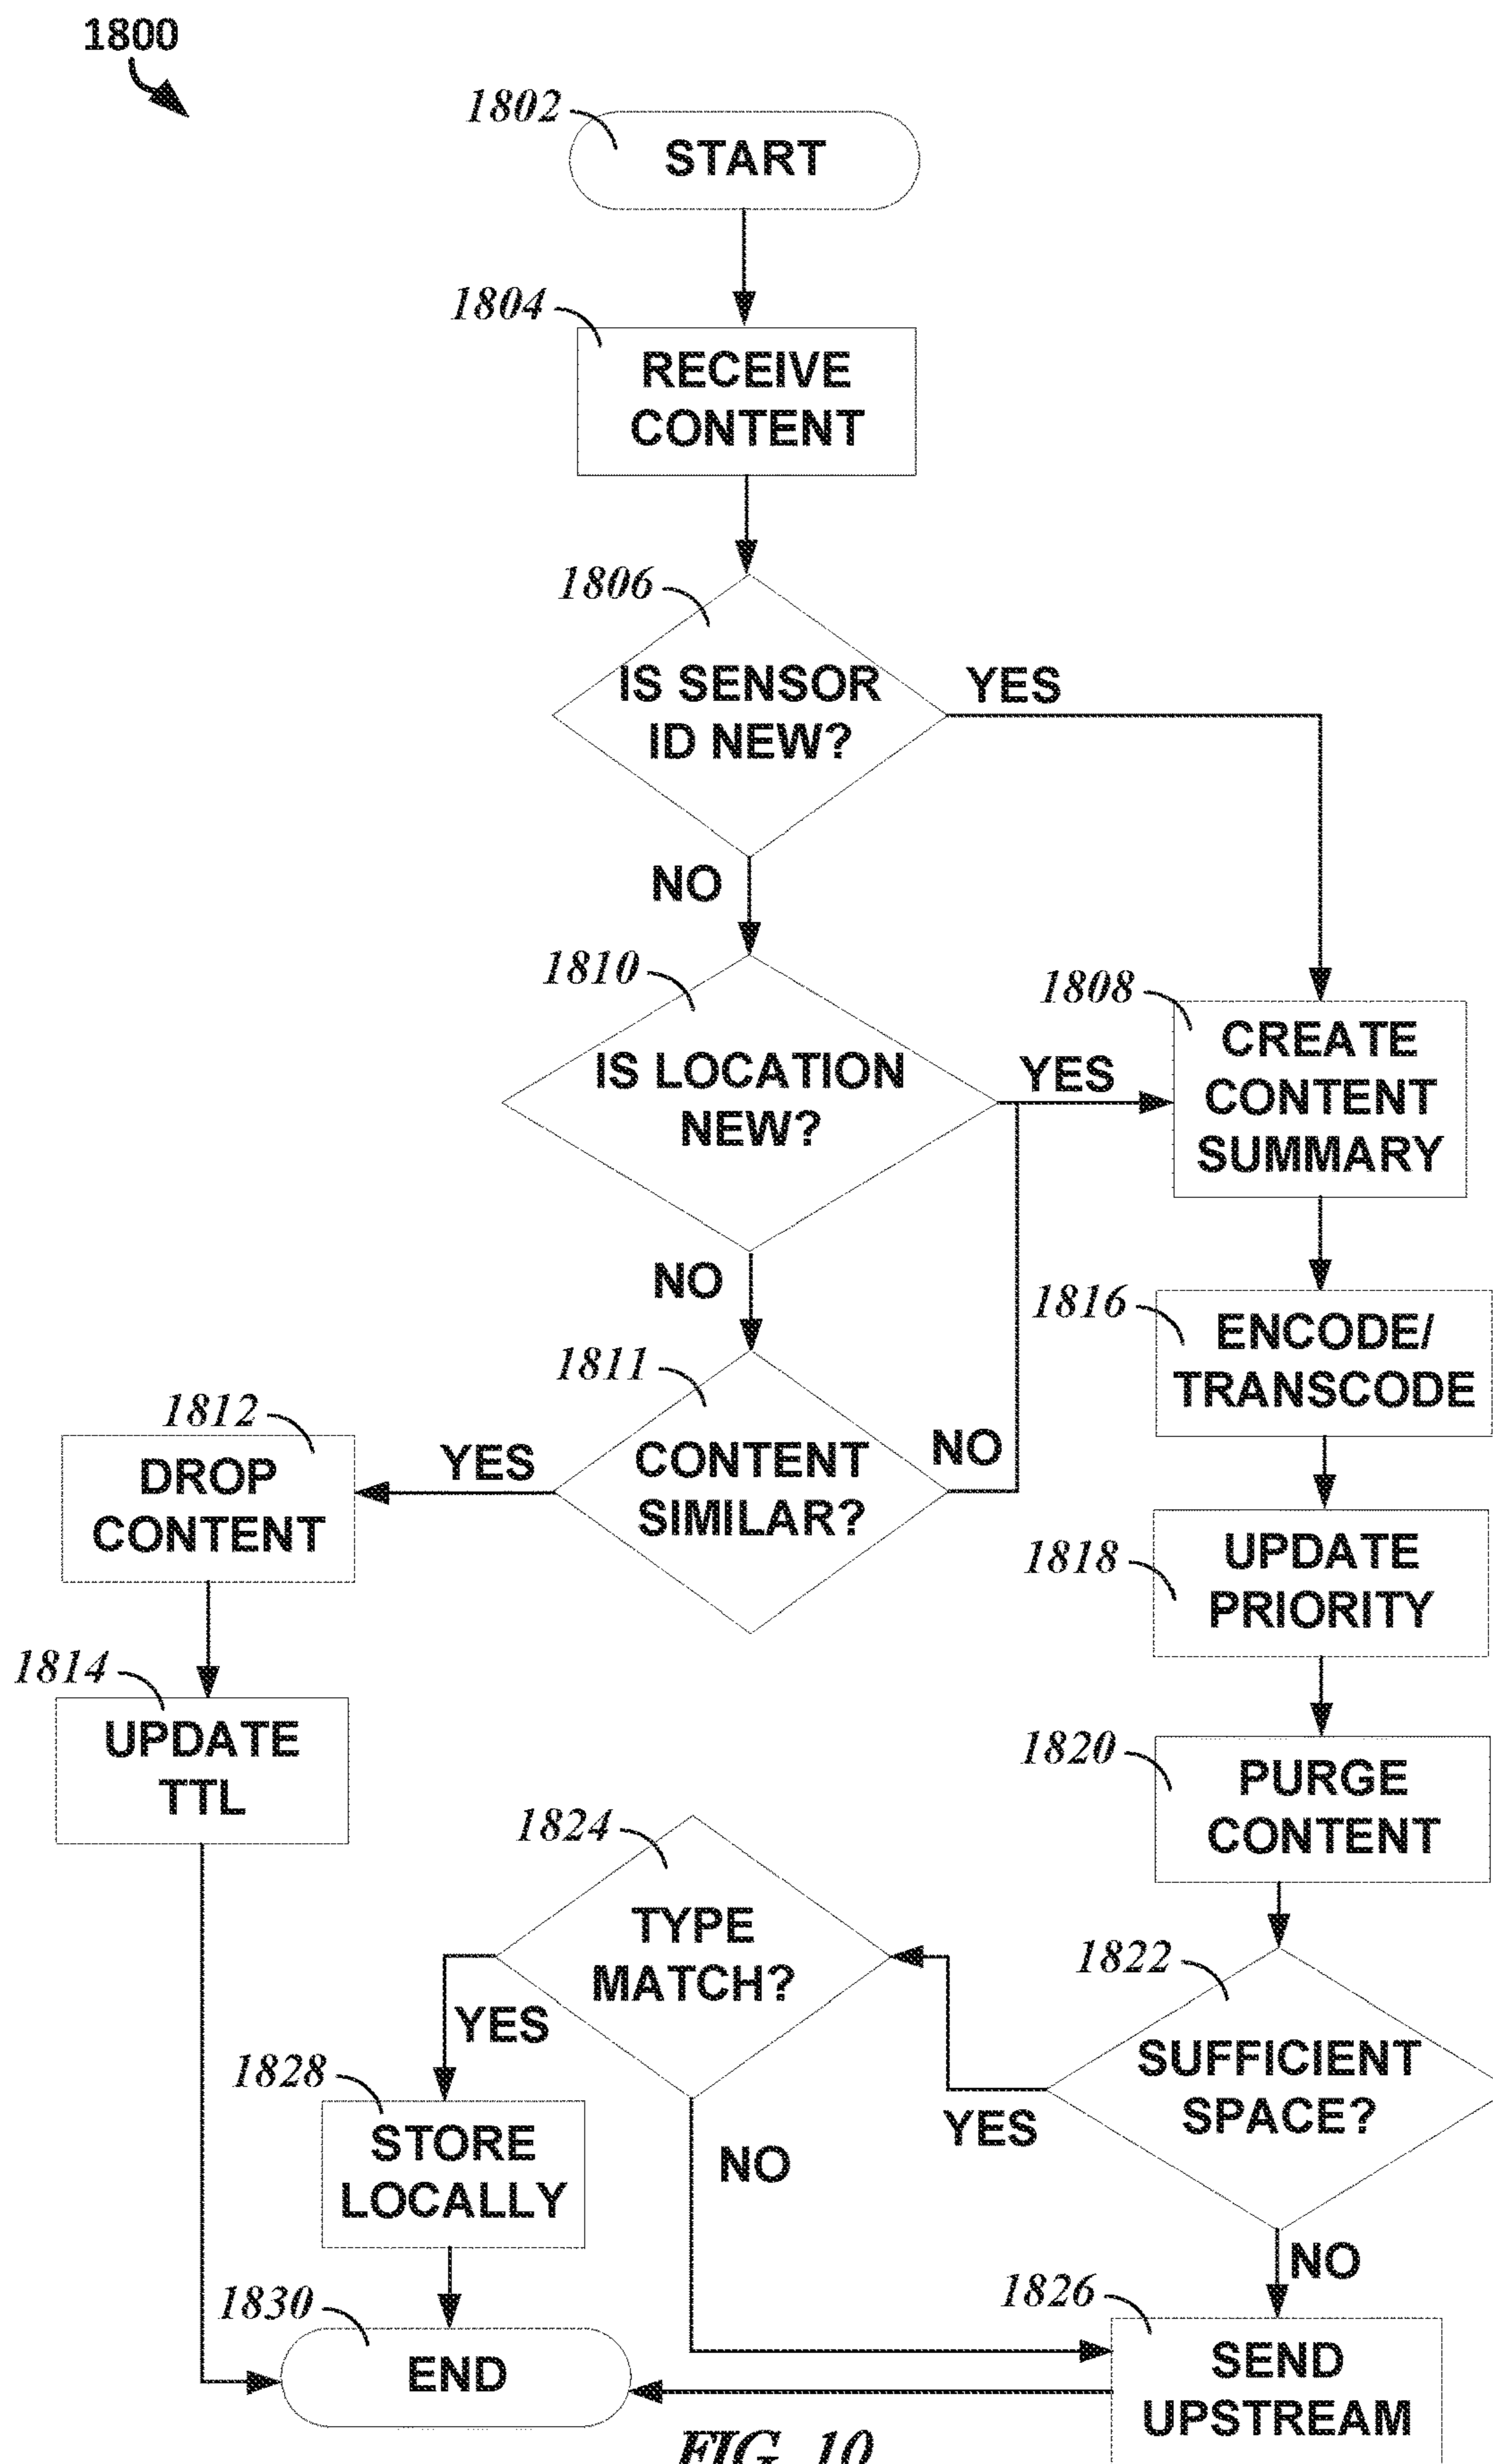 1800
1802
START
1804
RECEIVE
CONTENT
1806
IS SENSOR
ID NEW?
YES
NO
1810
IS LOCATION
NEW?
YES
1808
CREATE
CONTENT
SUMMARY
NO
1816
ENCODE/
TRANSCODE
1811
CONTENT
SIMILAR?
NO
YES
1812
DROP
CONTENT
1818
UPDATE
PRIORITY
1814
UPDATE
TTL
1820
PURGE
CONTENT
1824
TYPE
MATCH?
YES
NO
1822
SUFFICIENT
SPACE?
YES
NO
1828
STORE
LOCALLY
1826
SEND
UPSTREAM
1830
END
FIG. 10